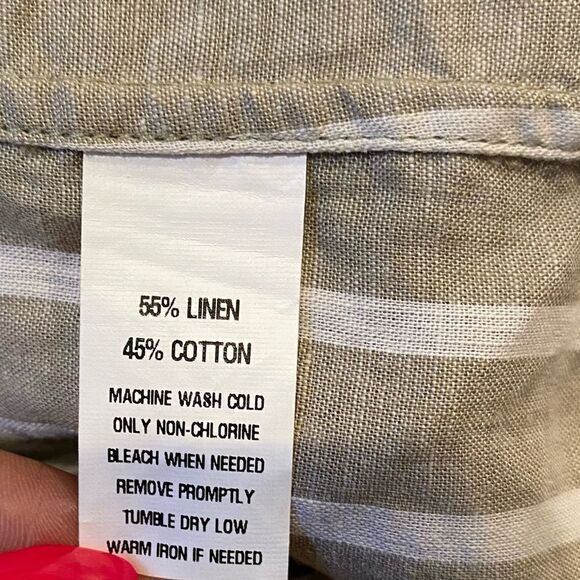 55% LINEN
45% COTTON
MACHINE WASH COLD
ONLY NON-CHLORINE
BLEACH WHEN NEEDED
REMOVE PROMPTLY
TUMBLE DRY LOW
WARM IRON IF NEEDED